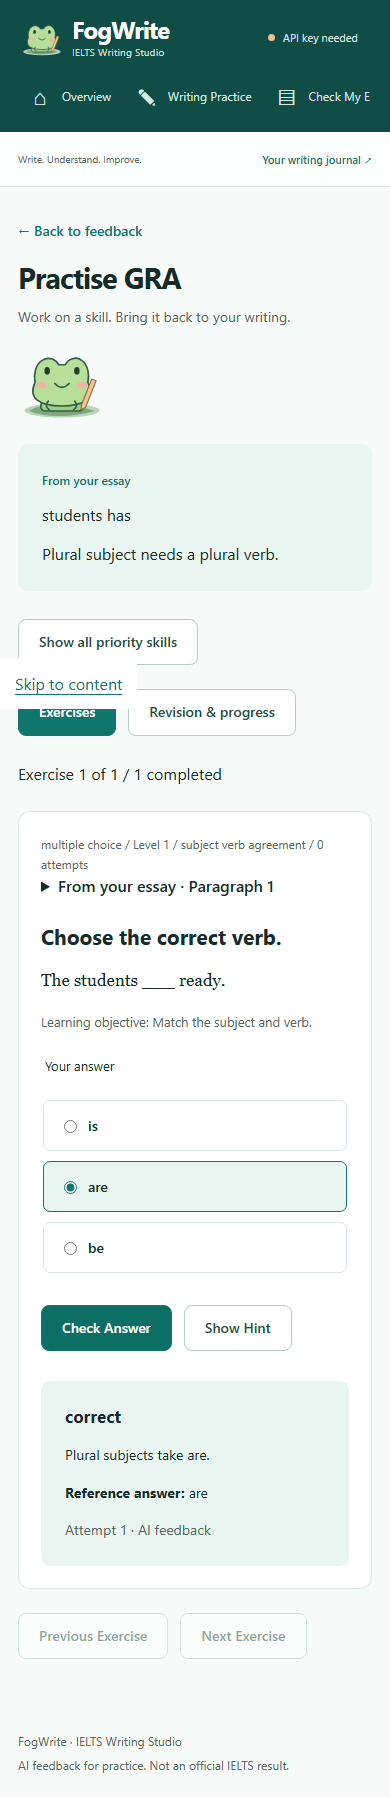 FogWrite
IELTS Writing Studio
API key needed
Overview
Writing Practice
Check My E
Write. Understand. Improve.
Your writing journal ↗
← Back to feedback
Practise GRA
Work on a skill. Bring it back to your writing.
From your essay
students has
Plural subject needs a plural verb.
Show all priority skills
Skip to content
Exercises
Revision & progress
Exercise 1 of 1 / 1 completed
multiple choice / Level 1 / subject verb agreement / 0
attempts
From your essay · Paragraph 1
Choose the correct verb.
The students ____ ready.
Learning objective: Match the subject and verb.
Your answer
is
are
be
Check Answer
Show Hint
correct
Plural subjects take are.
Reference answer: are
Attempt 1 · AI feedback
Previous Exercise
Next Exercise
FogWrite · IELTS Writing Studio
AI feedback for practice. Not an official IELTS result.